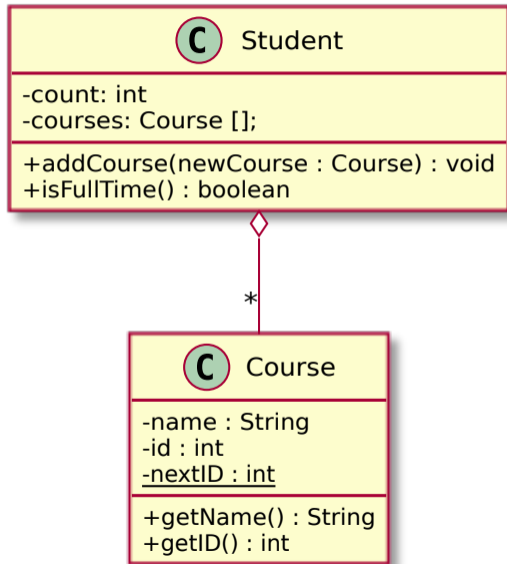 C Student
-count: int
-courses: Course [];
+addCourse(newCourse : Course) : void
+isFullTime() : boolean
*
C Course
-name : String
-id : int
-nextID : int
+getName() : String
+getID() : int